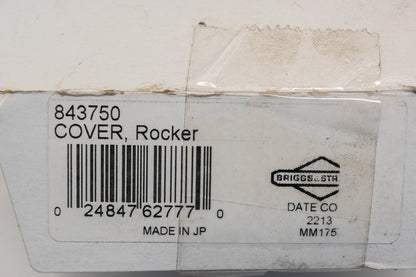 843750
COVER, Rocker
0 24847 62777 0
MADE IN JP
BRIGGS & STR
DATE CO
2213
MM175